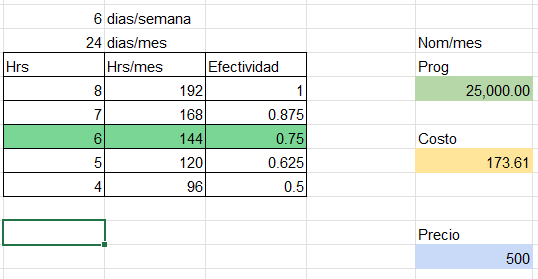 6 dias/semana
24 dias/mes Nom/mes
Hrs Hrs/mes Efectividad Prog
8 192 1 25,000.00
7 168 0.875
6 144 0.75 Costo
5 120 0.625 173.61
4 96 0.5
Precio
500